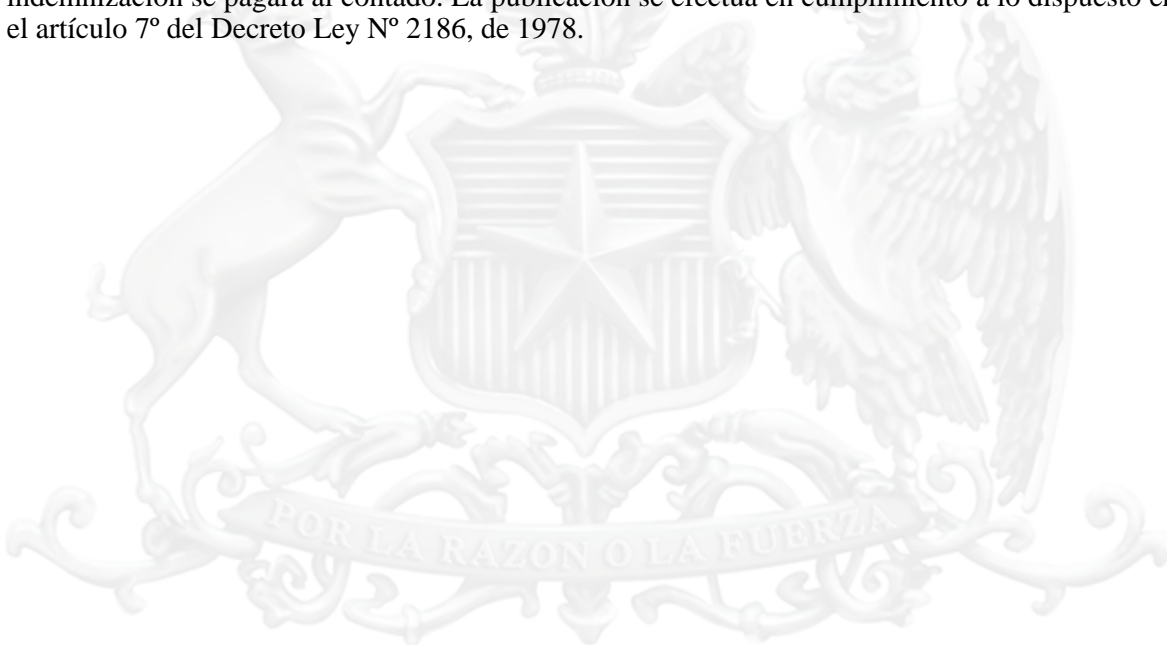 indemnización se pagará al contado. La publicación se efectúa en cumplimiento a lo dispuesto en
el artículo 7º del Decreto Ley Nº 2186, de 1978.
POR LA RAZON O LA FUERZA